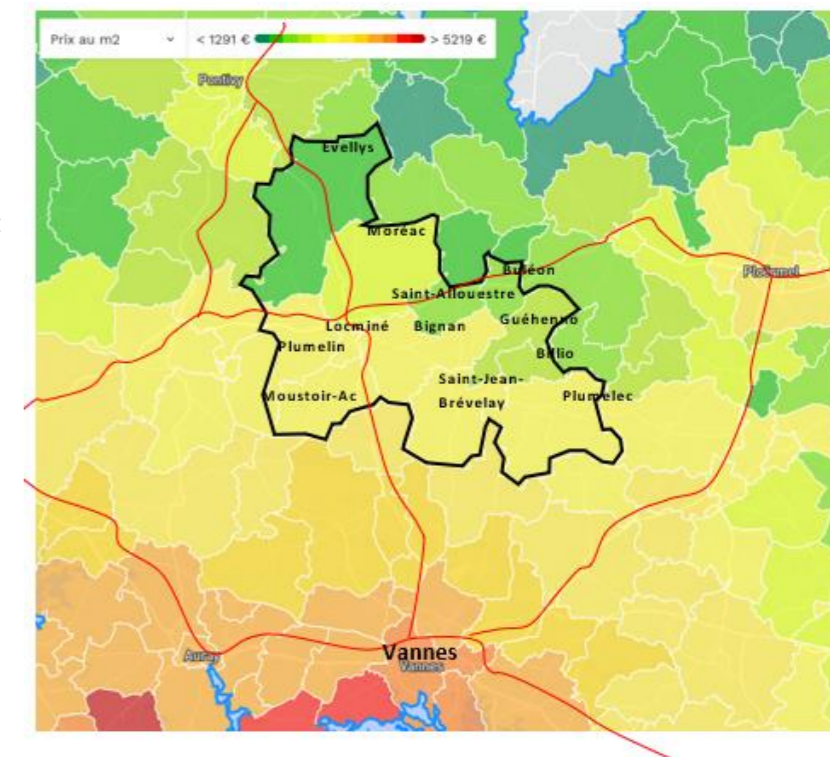 Prix au m2
< 1291 € > 5219 €
Pontivy
Evellys
Moréac
Buléon
Ploërmel
Saint-Allouestre
Guéhenno
Locminé
Bignan
Plumelin
Billio
Saint-Jean-
Brévelay
Moustoir-Ac
Plumelec
Vannes
Auray
Vannes